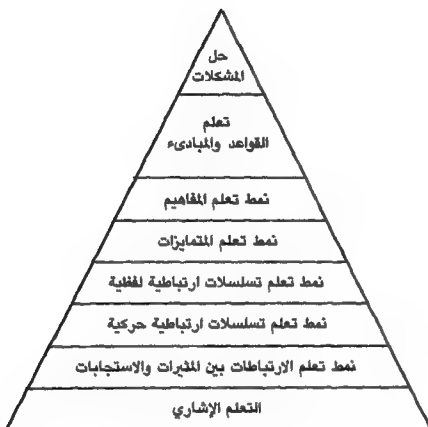 حل
المشكلات
تعلم
القواعد والمبادىء
نمط تعلم المفاهيم
نمط تعلم المتمايزات
نمط تعلم تسلسلات ارتباطية لفظية
نمط تعلم تسلسلات ارتباطية حركية
نمط تعلم الارتباطات بين المثيرات والاستجابات
التعلم الإشاري